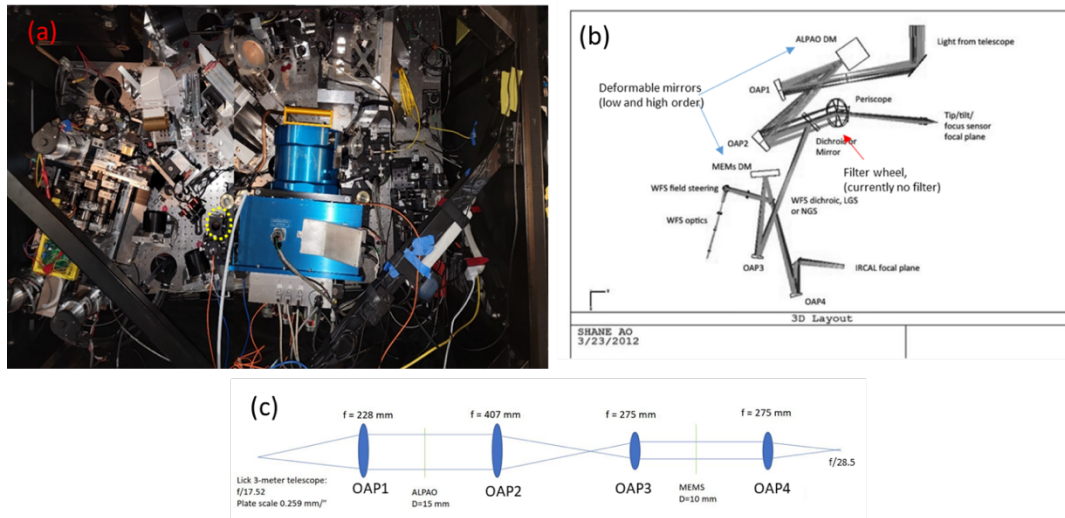 (a)
(b)
ALPAO DM
Light from telescope
Deformable mirrors
(low and high order)
OAP1
Periscope
Tip/tilt/
focus sensor
focal plane
OAP2
Dichroic or
Mirror
MEMs DM
Filter wheel,
(currently no filter)
WFS field steering
WFS dichroic, LGS
or NGS
WFS optics
OAP3
IRCAL focal plane
OAP4
3D Layout
SHANE AO
3/23/2012
(c)
f = 228 mm
f = 407 mm
f = 275 mm
f = 275 mm
f/28.5
Lick 3-meter telescope:
f/17.52
Plate scale 0.259 mm/"
OAP1
ALPAO
D=15 mm
OAP2
OAP3
MEMS
D=10 mm
OAP4